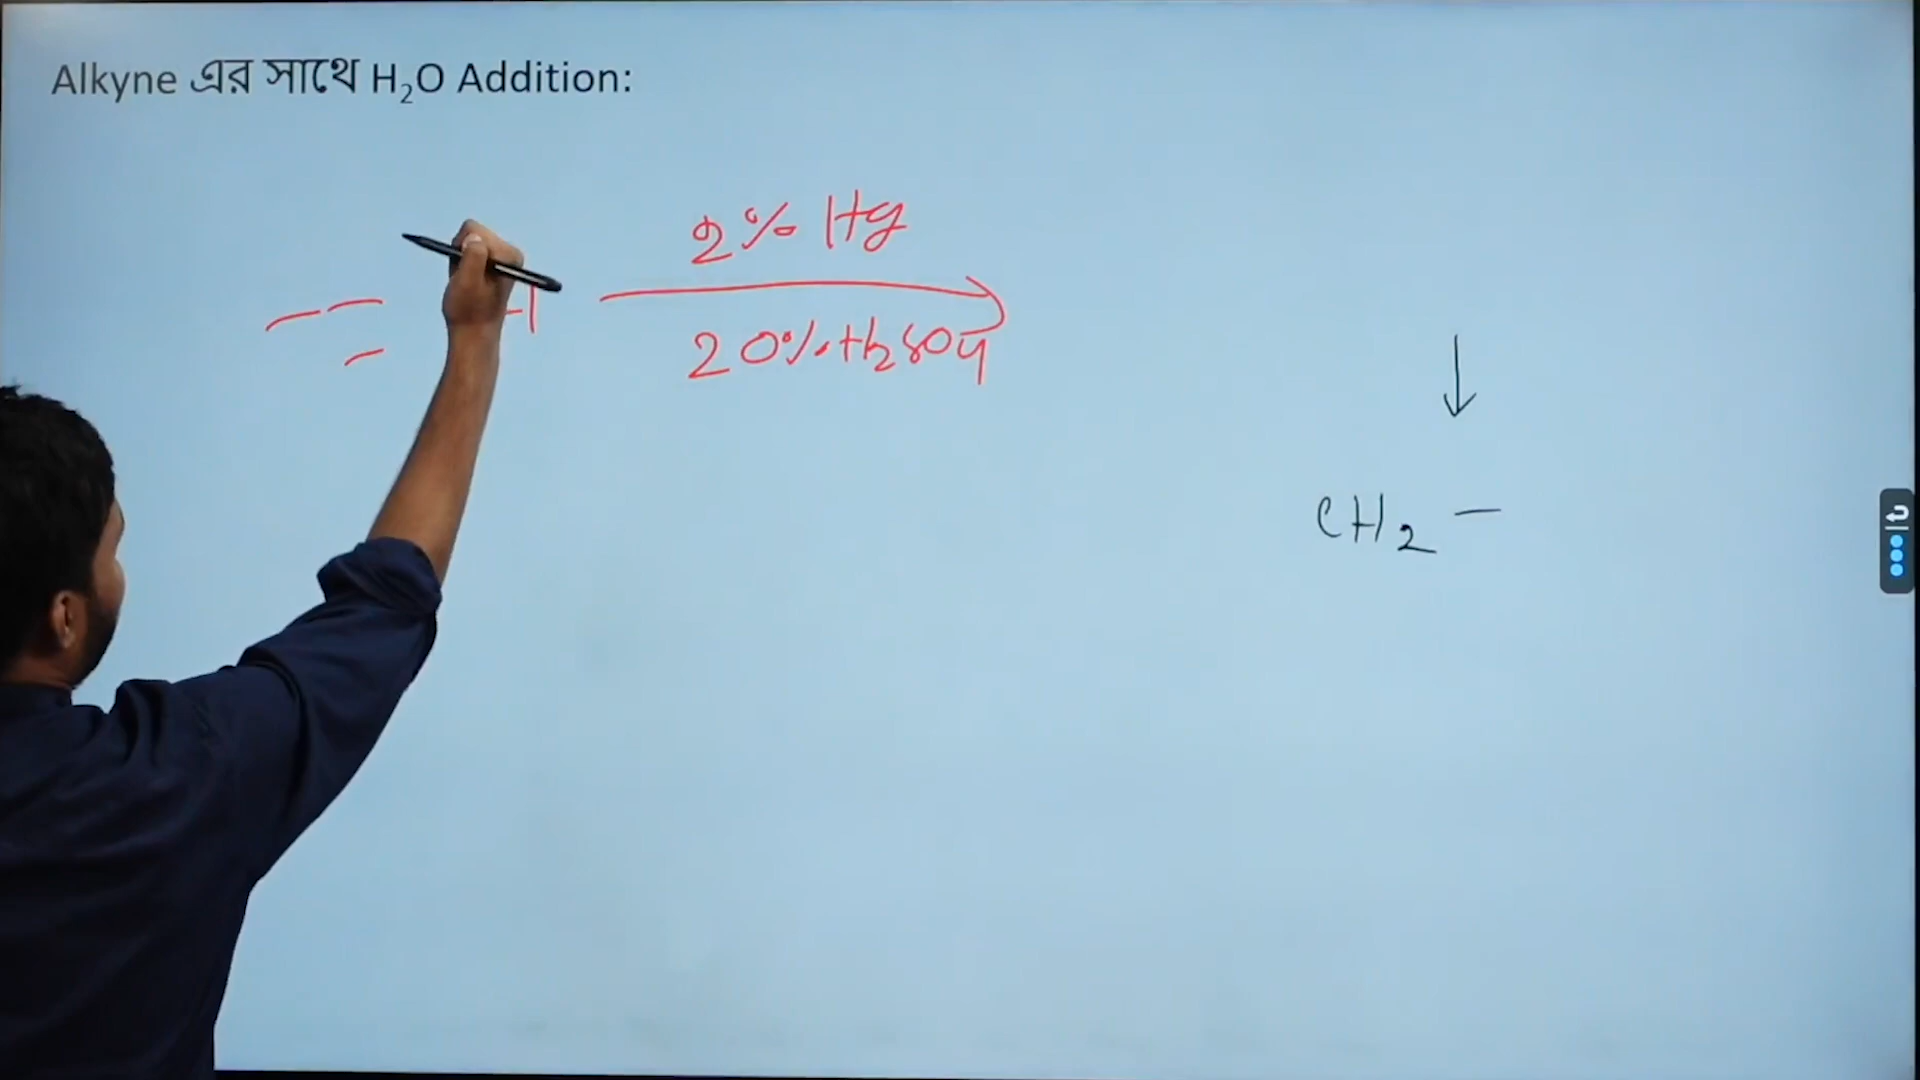 Alkyne এর সাথে H₂O Addition:
2% Hg
20% H₂SO₄
CH₂ –